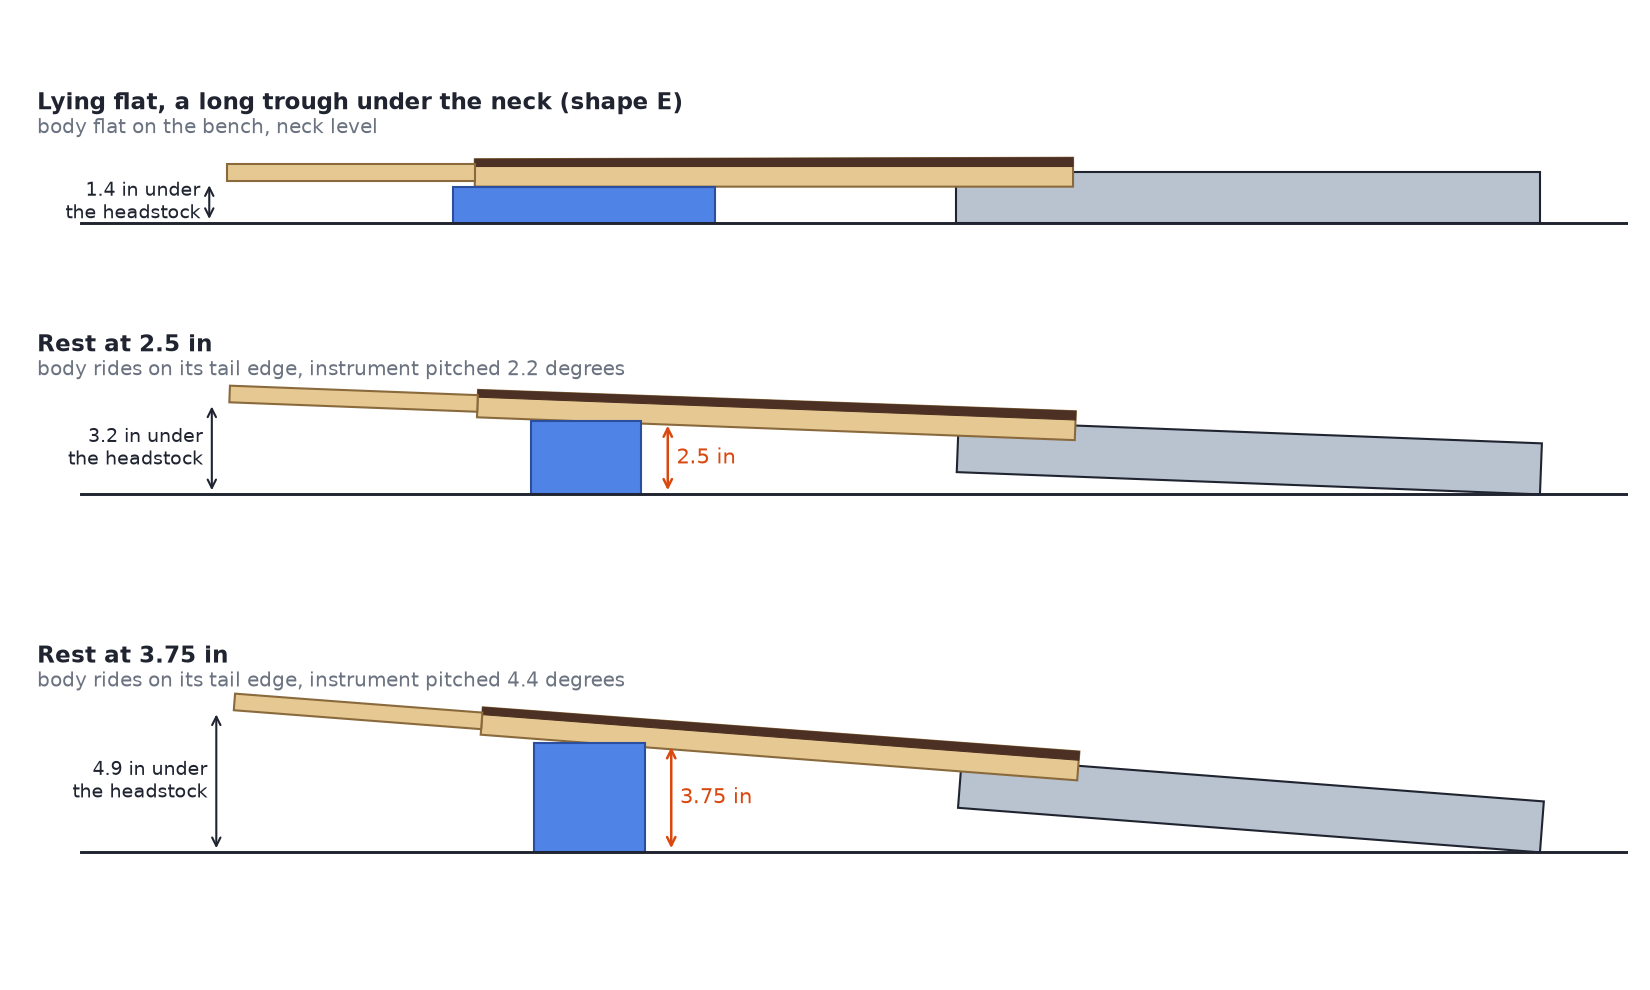 Lying flat, a long trough under the neck (shape E)
body flat on the bench, neck level
1.4 in under
the headstock
Rest at 2.5 in
body rides on its tail edge, instrument pitched 2.2 degrees
3.2 in under
the headstock
2.5 in
Rest at 3.75 in
body rides on its tail edge, instrument pitched 4.4 degrees
4.9 in under
the headstock
3.75 in